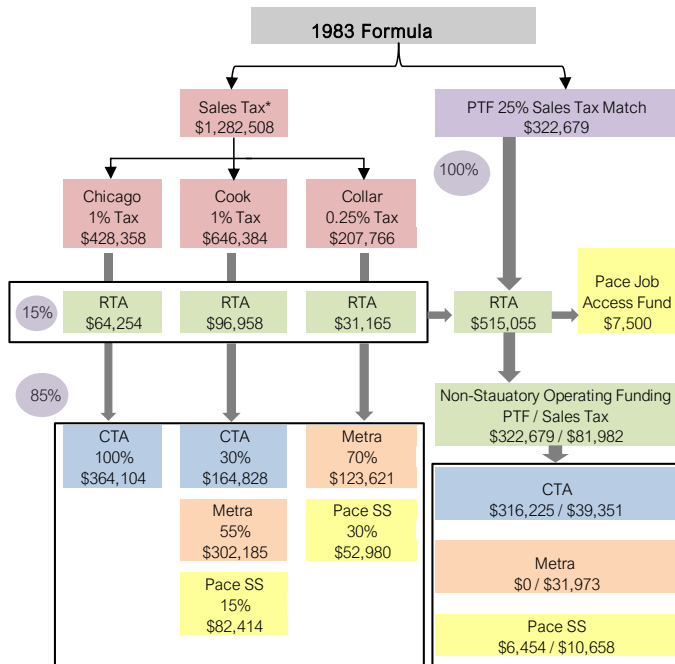 1983 Formula
Sales Tax*
$1,282,508
PTF 25% Sales Tax Match
$322,679
100%
Chicago
1% Tax
$428,358
Cook
1% Tax
$646,384
Collar
0.25% Tax
$207,766
15%
RTA
$64,254
RTA
$96,958
RTA
$31,165
RTA
$515,055
Pace Job
Access Fund
$7,500
85%
Non-Stauatory Operating Funding
PTF / Sales Tax
$322,679 / $81,982
CTA
100%
$364,104
CTA
30%
$164,828
Metra
55%
$302,185
Pace SS
15%
$82,414
Metra
70%
$123,621
Pace SS
30%
$52,980
CTA
$316,225 / $39,351
Metra
$0 / $31,973
Pace SS
$6,454 / $10,658